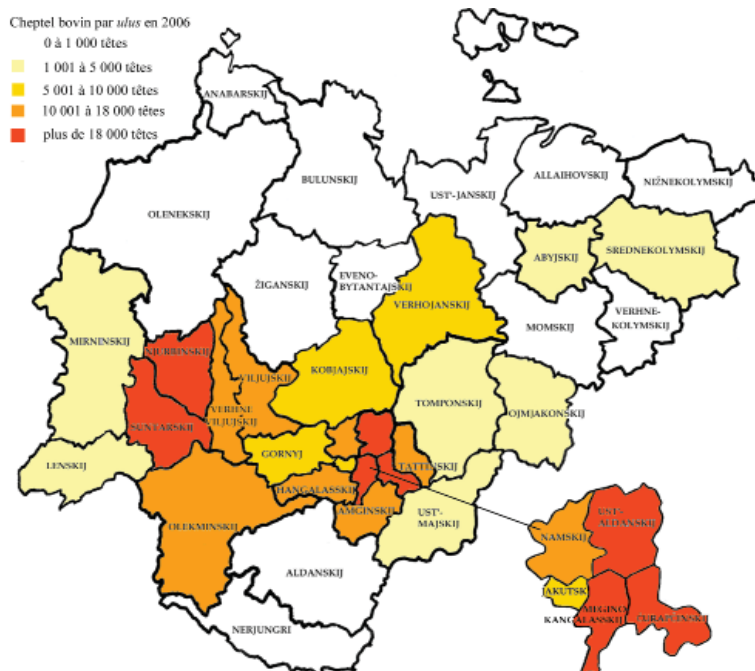 Cheptel bovin par ulus en 2006
0 à 1 000 têtes
1 001 à 5 000 têtes
5 001 à 10 000 têtes
10 001 à 18 000 têtes
plus de 18 000 têtes
ANABARSKIJ
BULUNSKIJ
OLENEKSKIJ
UST'-JANSKIJ
ALLAIHOVSKIJ
NIŽNEKOLYMSKIJ
ABYJSKIJ
SREDNEKOLYMSKIJ
EVENO-
BYTANTAJSKIJ
ŽIGANSKIJ
VERHOJANSKIJ
MOMSKIJ
VERHNE-
KOLYMSKIJ
MIRNINSKIJ
NJURBINSKIJ
VILJUJSKIJ
KOBJAJSKIJ
TOMPONSKIJ
OJMJAKONSKIJ
SUNTARSKIJ
VERHNE
VILJUJSKIJ
GORNYJ
LENSKIJ
TATTINSKIJ
HANGALASSKIJ
OLEKMINSKIJ
AMGINSKIJ
UST'-
MAJSKIJ
ALDANSKIJ
NERJUNGRI
UST'-
ALDANSKIJ
NAMSKIJ
JAKUTSK
MEGINO
KANGALASSKIJ